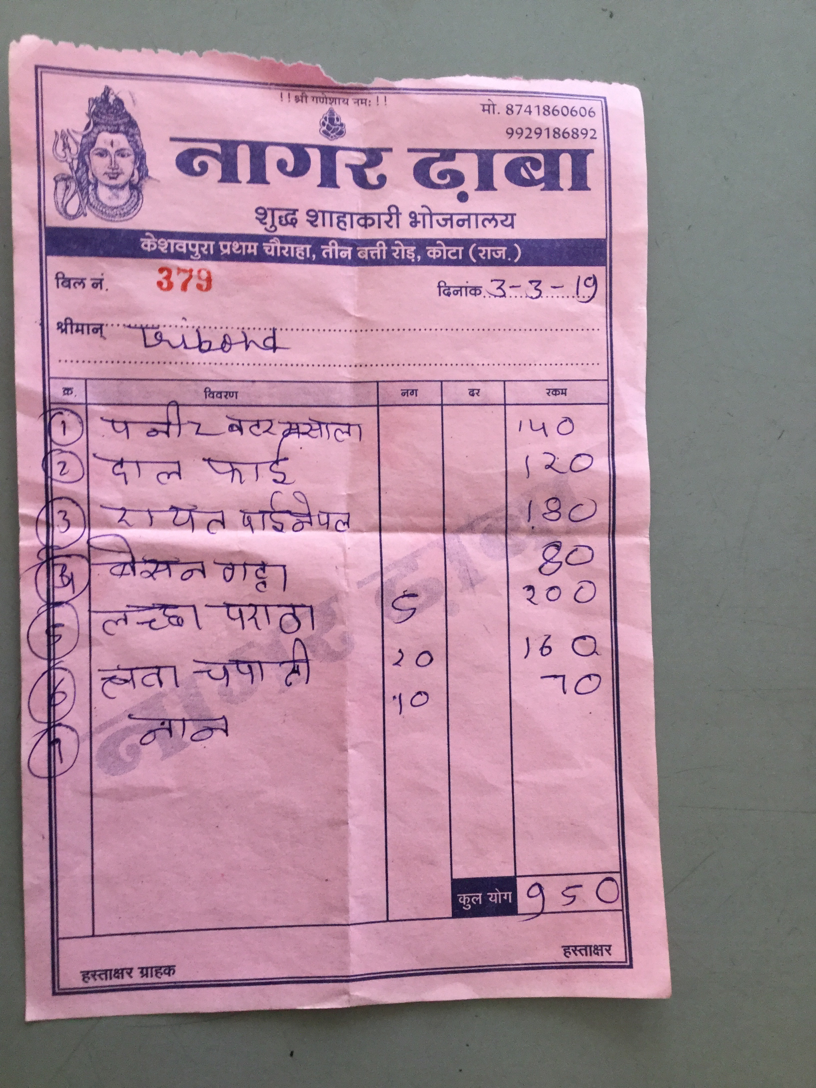 !! श्री गणेशाय नमः !!
मो. 8741860606
9929186892
नागर ढ़ाबा
शुद्ध शाहाकारी भोजनालय
केशवपुरा प्रथम चौराहा, तीन बत्ती रोड़, कोटा (राज.)
बिल नं. 379 दिनांक 3-3-19
श्रीमान्
क्र. विवरण नग दर रकम
1 पनीर बटर मसाला 140
2 दाल फाई 120
3 रायत पाईनेपल 180
4 बेसन गट्टा 80
5 लच्छा पराठा 5 200
6 तवा चपाती 20 160
7 नान 10 70
नागर ढ़ाबा
कुल योग 950
हस्ताक्षर ग्राहक हस्ताक्षर